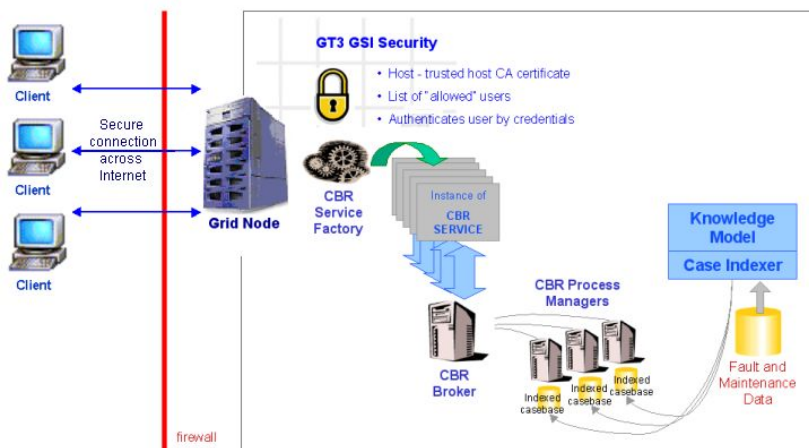 GT3 GSI Security
• Host - trusted host CA certificate
• List of "allowed" users
• Authenticates user by credentials
Client
Secure
connection
across
Internet
Client
Client
Grid Node
CBR
Service
Factory
Instance of
CBR
SERVICE
Knowledge
Model
Case Indexer
CBR Process
Managers
CBR
Broker
Indexed
casebase
Indexed
casebase
Indexed
casebase
Fault and
Maintenance
Data
firewall